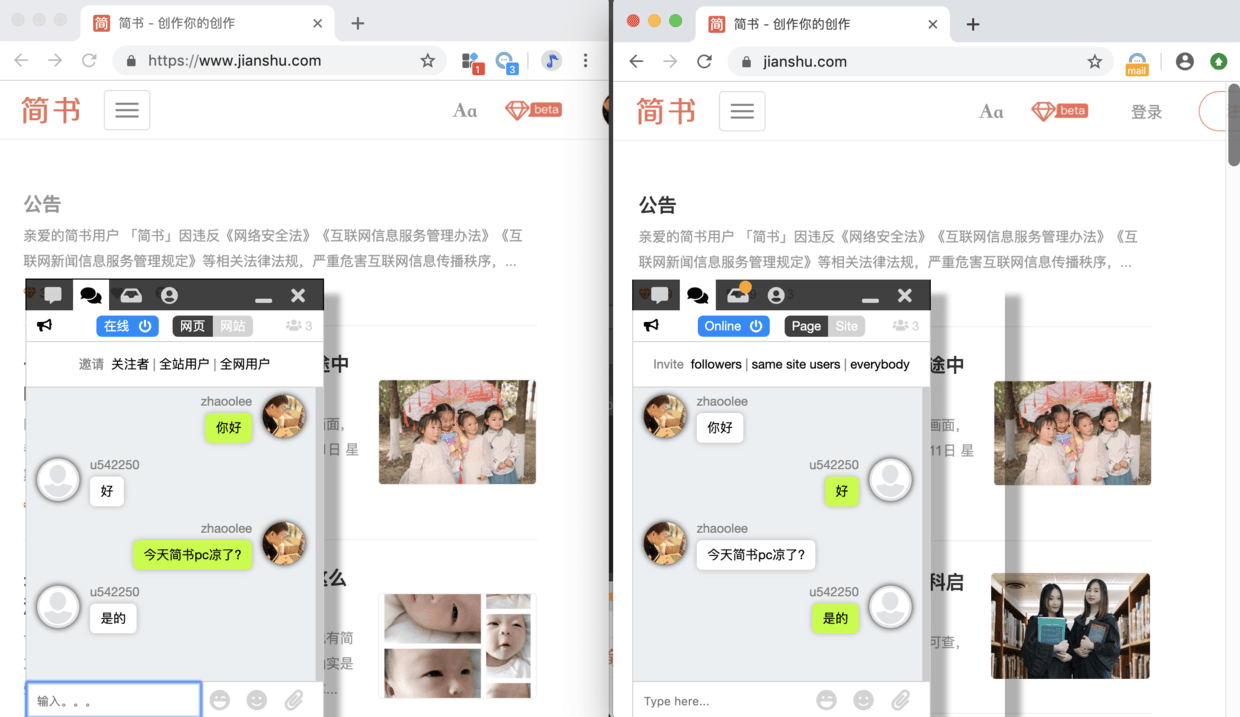 简书 - 创作你的创作
https://www.jianshu.com
1
3
简书
Aa
beta
公告
亲爱的简书用户 「简书」因违反《网络安全法》《互联网信息服务管理办法》《互
联网新闻信息服务管理规定》等相关法律法规，严重危害互联网信息传播秩序，...
在线
网页
网站
3
邀请 关注者 | 全站用户 | 全网用户
途中
zhaoolee
你好
画面，
1日 星
u542250
好
zhaoolee
今天简书pc凉了?
这么
u542250
是的
也有简
实是
输入。。。
简书 - 创作你的创作
jianshu.com
mail
简书
Aa
beta
登录
公告
亲爱的简书用户 「简书」因违反《网络安全法》《互联网信息服务管理办法》《互
联网新闻信息服务管理规定》等相关法律法规，严重危害互联网信息传播秩序，...
3
Online
Page
Site
3
Invite followers | same site users | everybody
途中
zhaoolee
你好
画面，
11日 星
u542250
好
zhaoolee
今天简书pc凉了?
科启
u542250
是的
可查，
Type here...